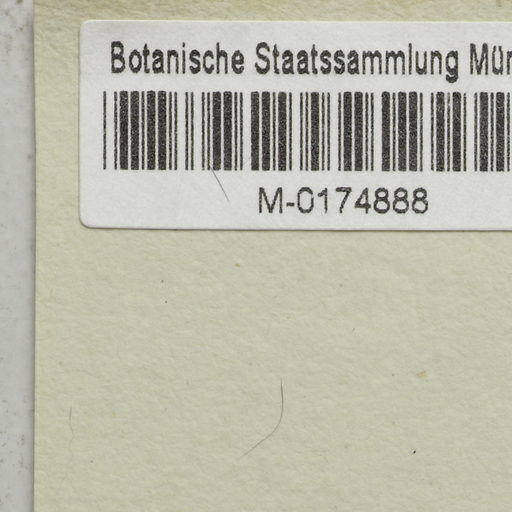 Botanische Staatssammlung Mün
M-0174888